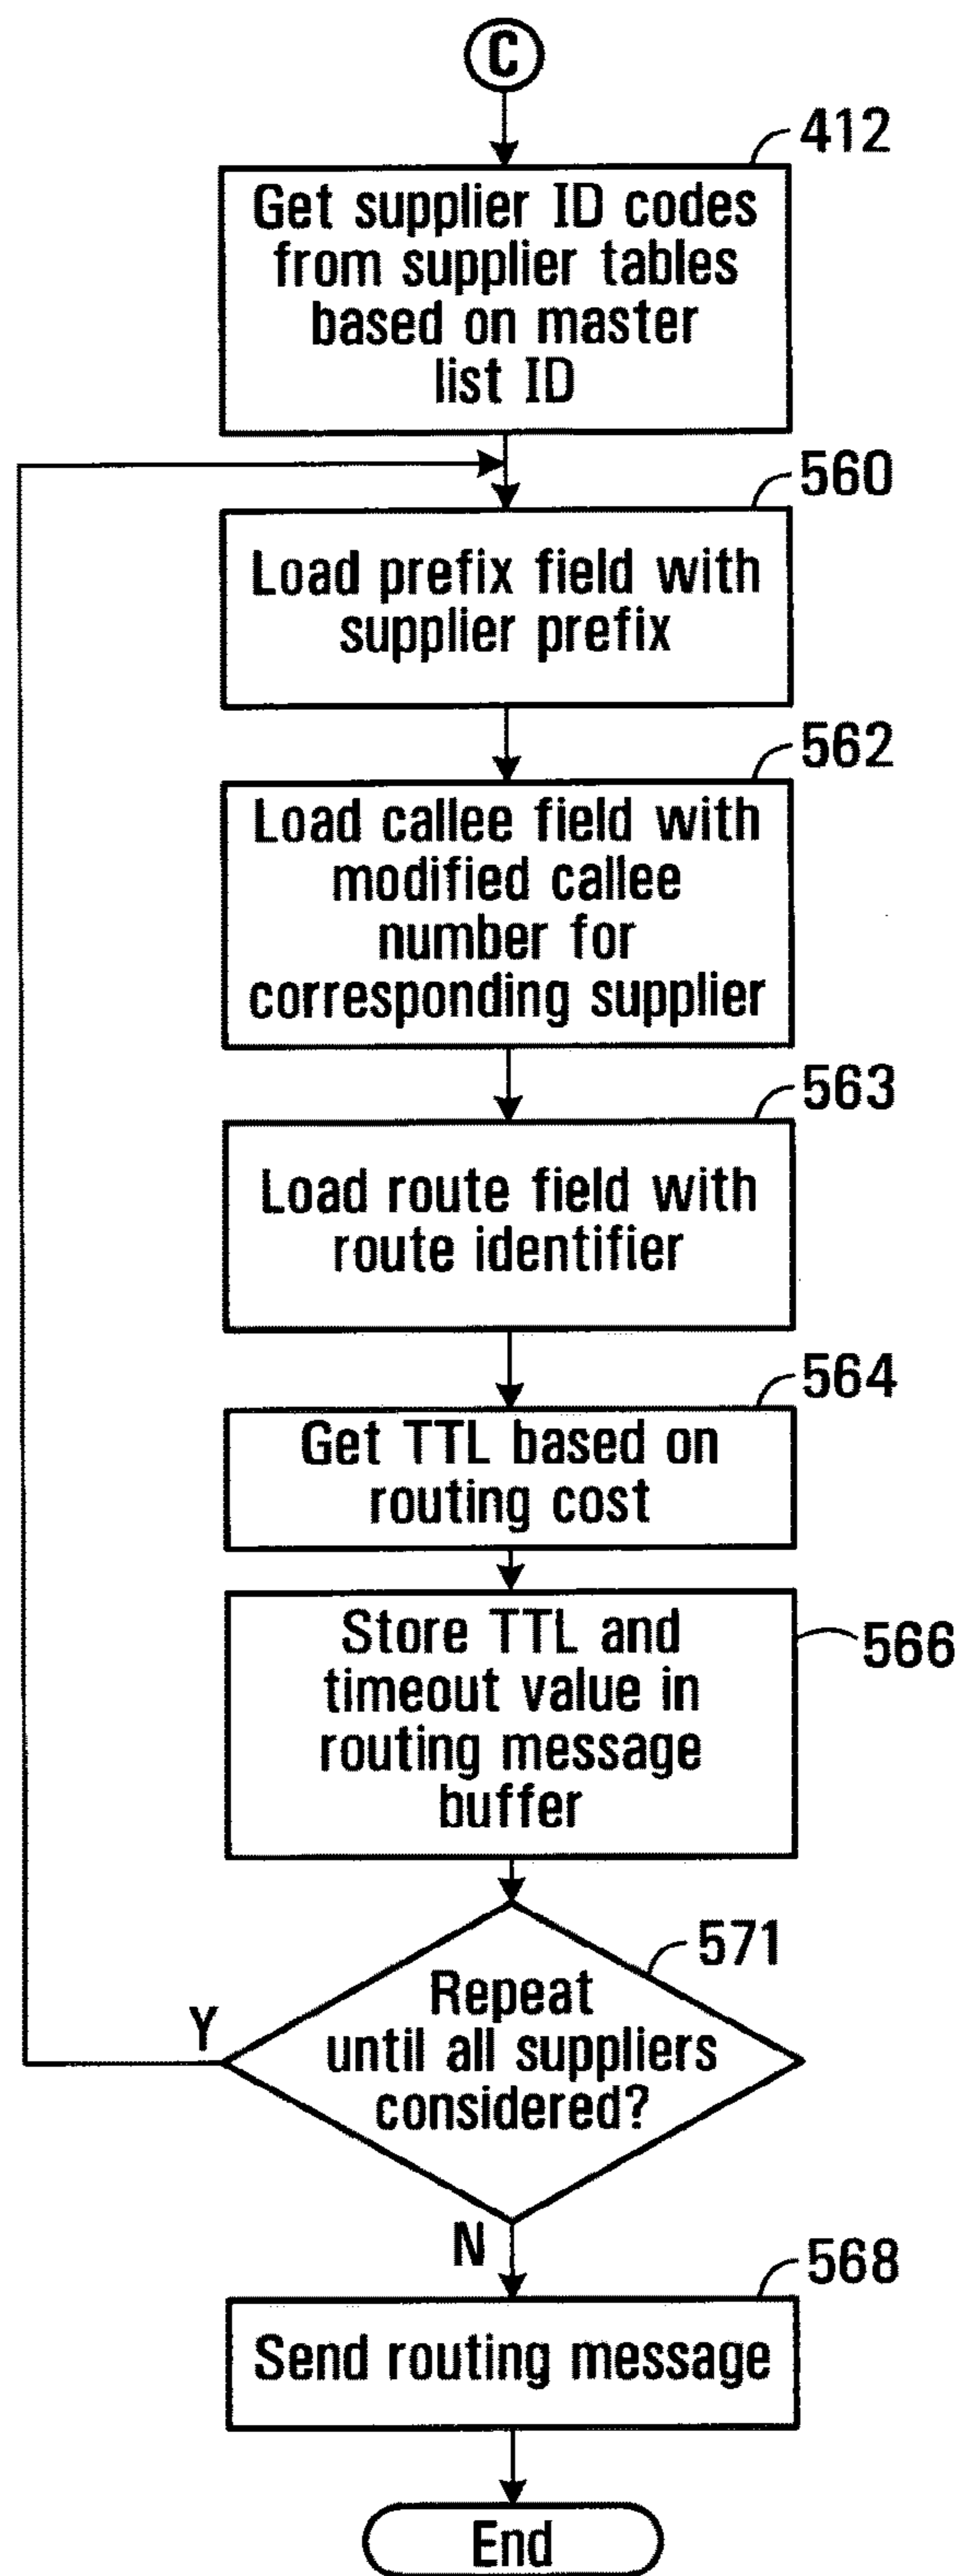 C
412
Get supplier ID codes
from supplier tables
based on master
list ID
560
Load prefix field with
supplier prefix
562
Load callee field with
modified callee
number for
corresponding supplier
563
Load route field with
route identifier
564
Get TTL based on
routing cost
566
Store TTL and
timeout value in
routing message
buffer
571
Repeat
until all suppliers
considered?
Y
N
568
Send routing message
End